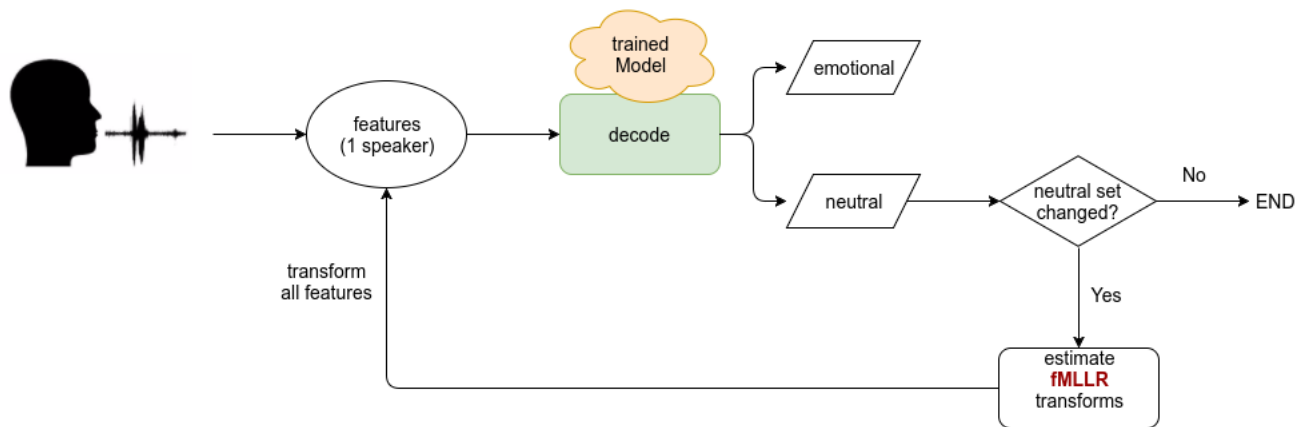 trained
Model
features
(1 speaker)
decode
emotional
neutral
neutral set
changed?
No
END
transform
all features
Yes
estimate
fMLLR
transforms